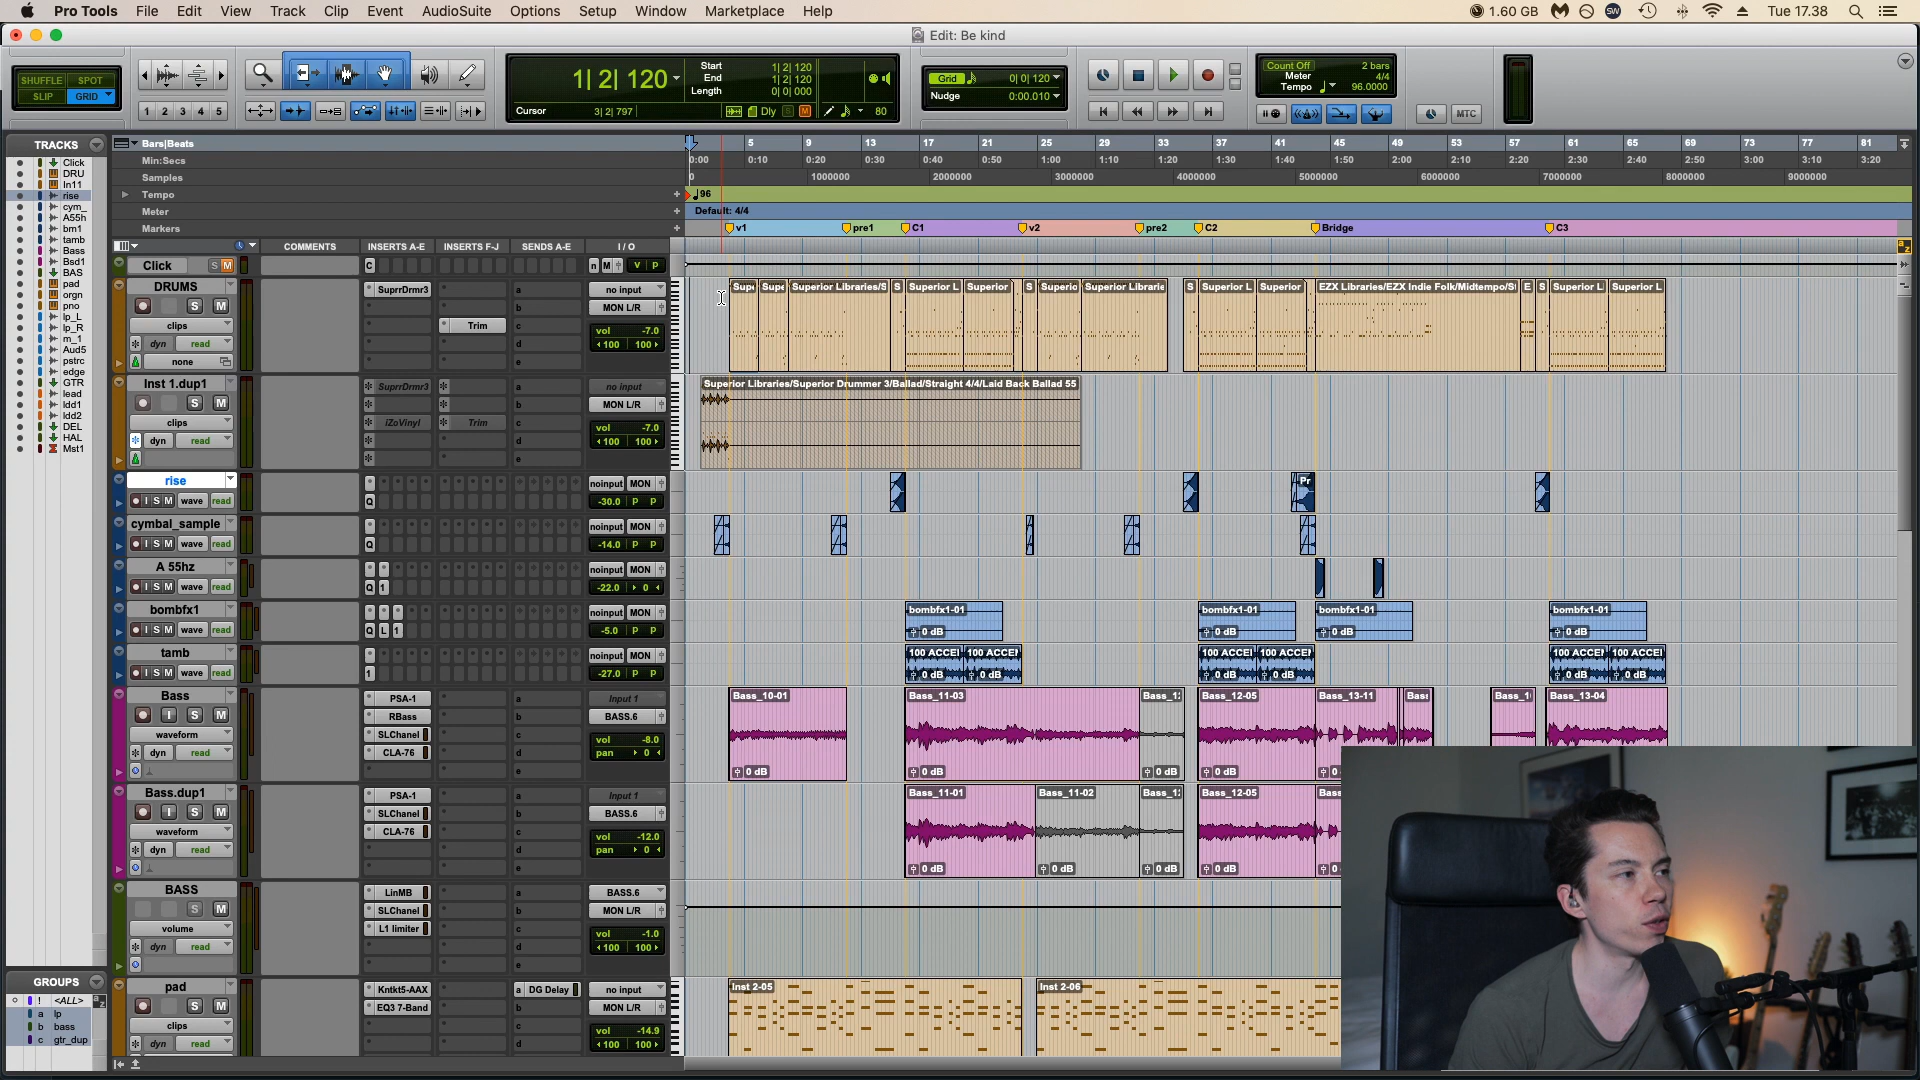 Pro Tools File Edit View Track Clip Event AudioSuite Options Setup Window Marketplace Help
1.60 GB Tue 17.38
Edit: Be kind
SHUFFLE SPOT
SLIP GRID
1 2 3 4 5
1| 2| 120
Start 1| 2| 120
End 1| 2| 120
Length 0| 0| 000
Cursor 3| 2| 797 Dly S M 80
Grid 0| 0| 120
Nudge 0:00.010
Count Off 2 bars
Meter 4/4
Tempo 96.0000
MTC
TRACKS
Click
DRU
In11
rise
cym_
A55h
bm1
tamb
Bass
Bsd1
BAS
pad
orgn
pno
lp_L
lp_R
m_1
Aud5
pstrc
edge
GTR
lead
ldd1
ldd2
DEL
HAL
Mst1
GROUPS
! <ALL>
a lp
b bass
c gtr_dup
Bars|Beats 5 9 13 17 21 25 29 33 37 41 45 49 53 57 61 65 69 73 77 81
Min:Secs 0:00 0:10 0:20 0:30 0:40 0:50 1:00 1:10 1:20 1:30 1:40 1:50 2:00 2:10 2:20 2:30 2:40 2:50 3:00 3:10 3:20
Samples 0 1000000 2000000 3000000 4000000 5000000 6000000 7000000 8000000 9000000
Tempo 96
Meter Default: 4/4
Markers v1 pre1 C1 v2 pre2 C2 Bridge C3
COMMENTS INSERTS A-E INSERTS F-J SENDS A-E I / O
Click S M C n M V P
DRUMS SuprrDrmr3 a no input
S M b MON L/R
clips Trim c vol -7.0
dyn read d 100 100
none e
Supe Supe Superior Libraries/S S Superior L Superior S Superio Superior Librarie S Superior L Superior EZX Libraries/EZX Indie Folk/Midtempo/St E S Superior L Superior L
Inst 1.dup1 SuprrDrmr3 a no input
S M b MON L/R
clips iZoVinyl Trim c vol -7.0
dyn read d 100 100
e
Superior Libraries/Superior Drummer 3/Ballad/Straight 4/4/Laid Back Ballad 55
rise noinput MON
I S M wave read Q -30.0 P P
Pr
cymbal_sample noinput MON
I S M wave read Q -14.0 P P
A 55hz noinput MON
I S M wave read Q 1 -22.0 0
bombfx1 noinput MON
I S M wave read Q L 1 -5.0 P P
bombfx1-01 bombfx1-01 bombfx1-01 bombfx1-01
0 dB 0 dB 0 dB 0 dB
tamb noinput MON
I S M wave read 1 -27.0 P P
100 ACCEI 100 ACCEI 100 ACCEI 100 ACCEI 100 ACCEI 100 ACCEI
0 dB 0 dB 0 dB 0 dB 0 dB 0 dB
Bass PSA-1 a Input 1
I S M RBass b BASS.6
waveform SLChanel c vol -8.0
dyn read CLA-76 d pan 0
e
Bass_10-01 Bass_11-03 Bass_12 Bass_12-05 Bass_13-11 Bass Bass_1 Bass_13-04
0 dB 0 dB 0 dB 0 dB
Bass.dup1 PSA-1 a Input 1
I S M SLChanel b BASS.6
waveform CLA-76 c vol -12.0
dyn read d pan 0
e
Bass_11-01 Bass_11-02 Bass_12 Bass_12-05 Bass
0 dB 0 dB 0 dB 0 dB
BASS LinMB a BASS.6
S M SLChanel b MON L/R
volume L1 limiter c vol -1.0
dyn read d 100 100
e
pad Kntkt5-AAX a DG Delay no input
S M EQ3 7-Band b MON L/R
clips c vol -14.9
dyn read d 100 100
Inst 2-05 Inst 2-06